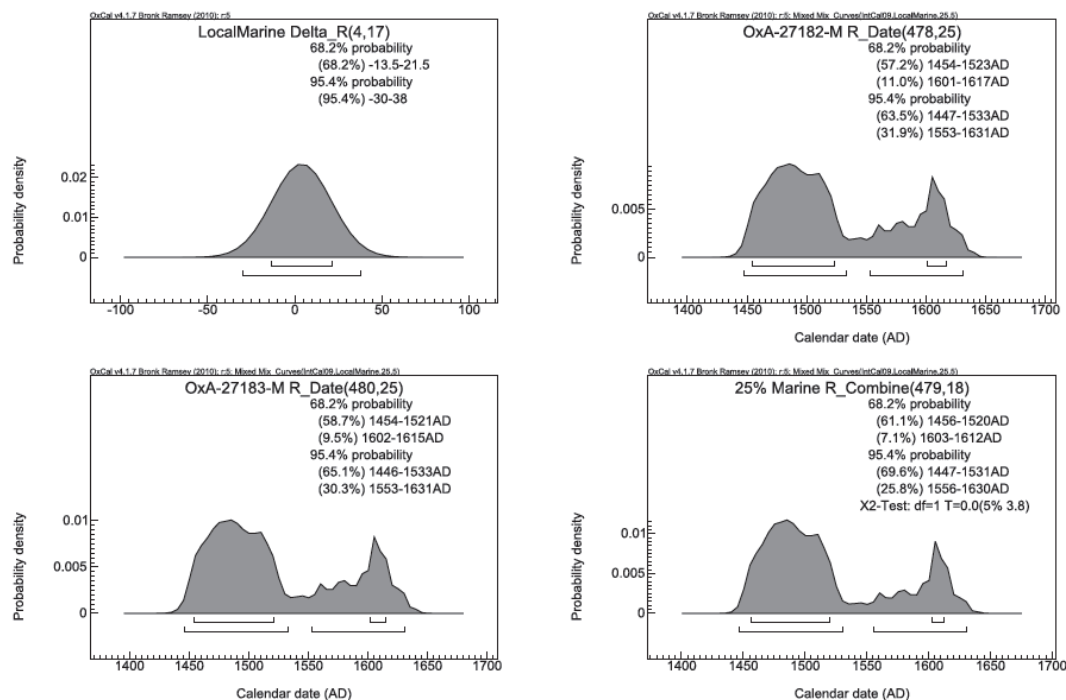 OxCal v4.1.7 Bronk Ramsey (2010); r:5
LocalMarine Delta_R(4,17)
68.2% probability
(68.2%) -13.5-21.5
95.4% probability
(95.4%) -30-38
Probability density
0.02
0.01
0
-100 -50 0 50 100
OxCal v4.1.7 Bronk Ramsey (2010); r:5; Mixed Mix_Curves(IntCal09,LocalMarine,25,5)
OxA-27182-M R_Date(478,25)
68.2% probability
(57.2%) 1454-1523AD
(11.0%) 1601-1617AD
95.4% probability
(63.5%) 1447-1533AD
(31.9%) 1553-1631AD
Probability density
0.005
0
1400 1500 1600 1700
Calendar date (AD)
OxCal v4.1.7 Bronk Ramsey (2010); r:5; Mixed Mix_Curves(IntCal09,LocalMarine,25,5)
OxA-27183-M R_Date(480,25)
68.2% probability
(58.7%) 1454-1521AD
(9.5%) 1602-1615AD
95.4% probability
(65.1%) 1446-1533AD
(30.3%) 1553-1631AD
Probability density
0.01
0.005
0
1400 1500 1600 1700
Calendar date (AD)
OxCal v4.1.7 Bronk Ramsey (2010); r:5; Mixed Mix_Curves(IntCal09,LocalMarine,25,5)
25% Marine R_Combine(479,18)
68.2% probability
(61.1%) 1456-1520AD
(7.1%) 1603-1612AD
95.4% probability
(69.6%) 1447-1531AD
(25.8%) 1556-1630AD
X2-Test: df=1 T=0.0(5% 3.8)
Probability density
0.01
0.005
0
1400 1500 1600 1700
Calendar date (AD)